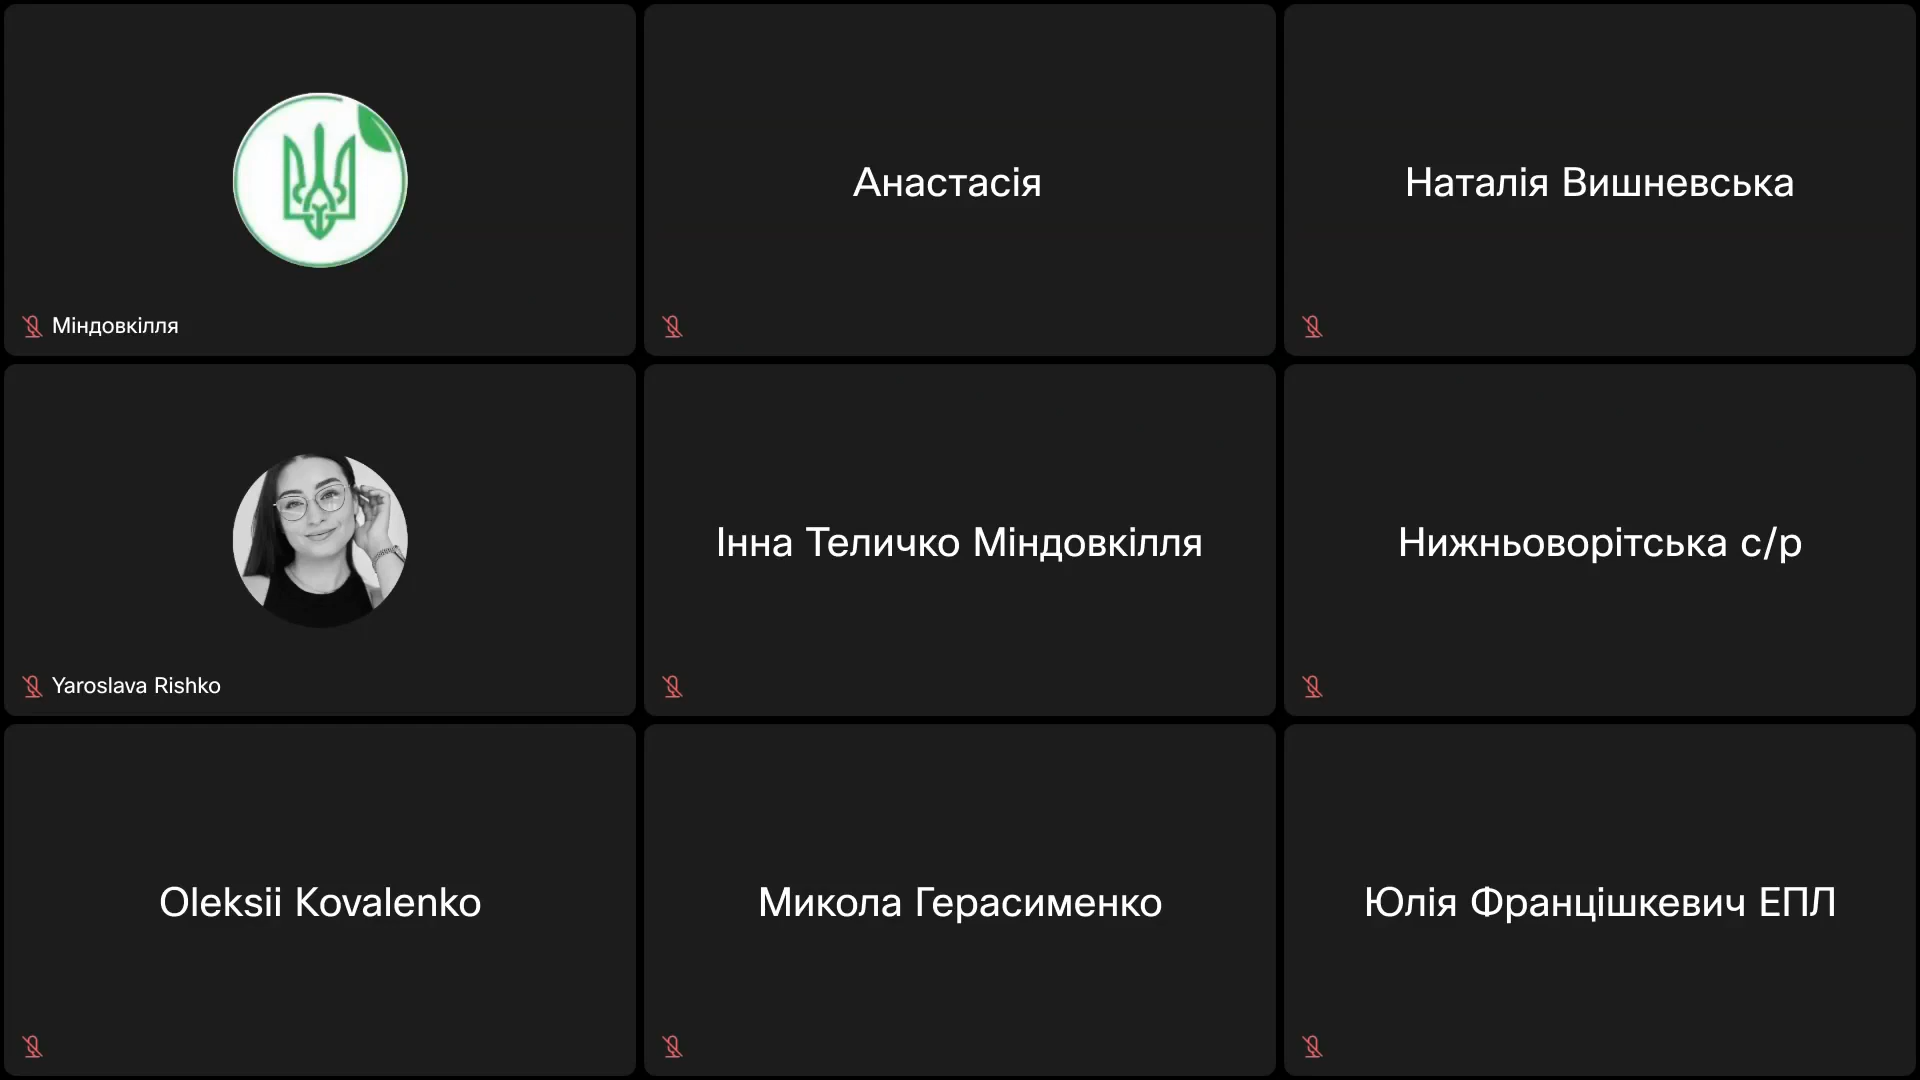 Міндовкілля
Анастасія
Наталія Вишневська
Yaroslava Rishko
Інна Теличко Міндовкілля
Нижньоворітська с/р
Oleksii Kovalenko
Микола Герасименко
Юлія Францішкевич ЕПЛ